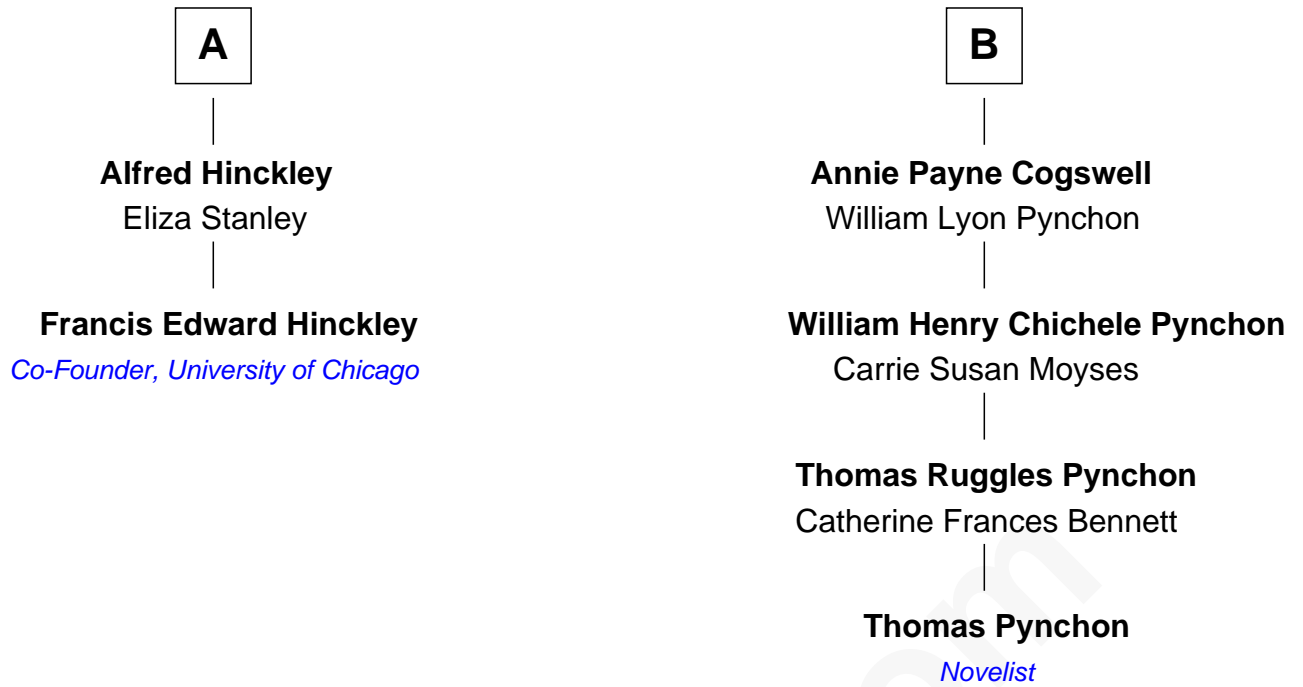 A
Alfred Hinckley
Eliza Stanley
Francis Edward Hinckley
Co-Founder, University of Chicago
B
Annie Payne Cogswell
William Lyon Pynchon
William Henry Chichele Pynchon
Carrie Susan Moyses
Thomas Ruggles Pynchon
Catherine Frances Bennett
Thomas Pynchon
Novelist